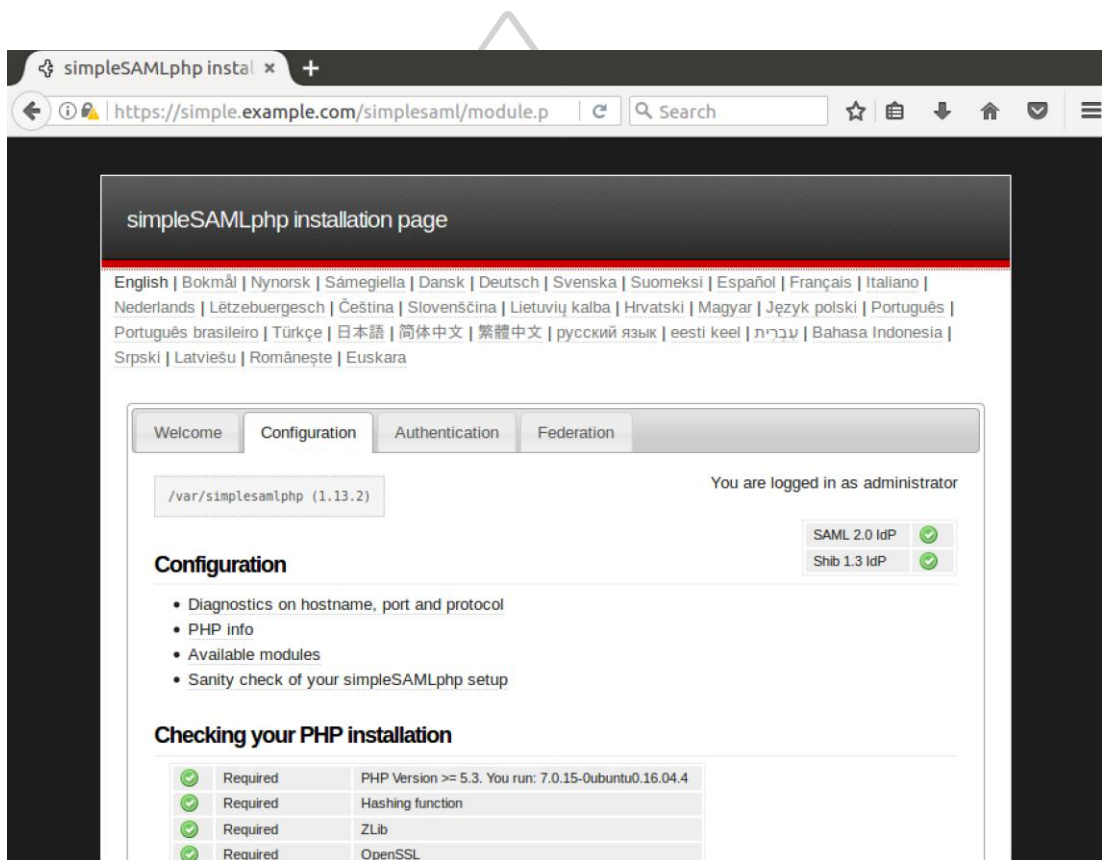 simpleSAMLphp instal × +
https://simple.example.com/simplesaml/module.p
Search
simpleSAMLphp installation page
English | Bokmål | Nynorsk | Sámegiella | Dansk | Deutsch | Svenska | Suomeksi | Español | Français | Italiano |
Nederlands | Lëtzebuergesch | Čeština | Slovenščina | Lietuvių kalba | Hrvatski | Magyar | Język polski | Português |
Português brasileiro | Türkçe | 日本語 | 简体中文 | 繁體中文 | русский язык | eesti keel | עִבְרִית | Bahasa Indonesia |
Srpski | Latviešu | Românește | Euskara
Welcome Configuration Authentication Federation
/var/simplesamlphp (1.13.2)
You are logged in as administrator
SAML 2.0 IdP
Shib 1.3 IdP
Configuration
• Diagnostics on hostname, port and protocol
• PHP info
• Available modules
• Sanity check of your simpleSAMLphp setup
Checking your PHP installation
Required PHP Version >= 5.3. You run: 7.0.15-0ubuntu0.16.04.4
Required Hashing function
Required ZLib
Required OpenSSL